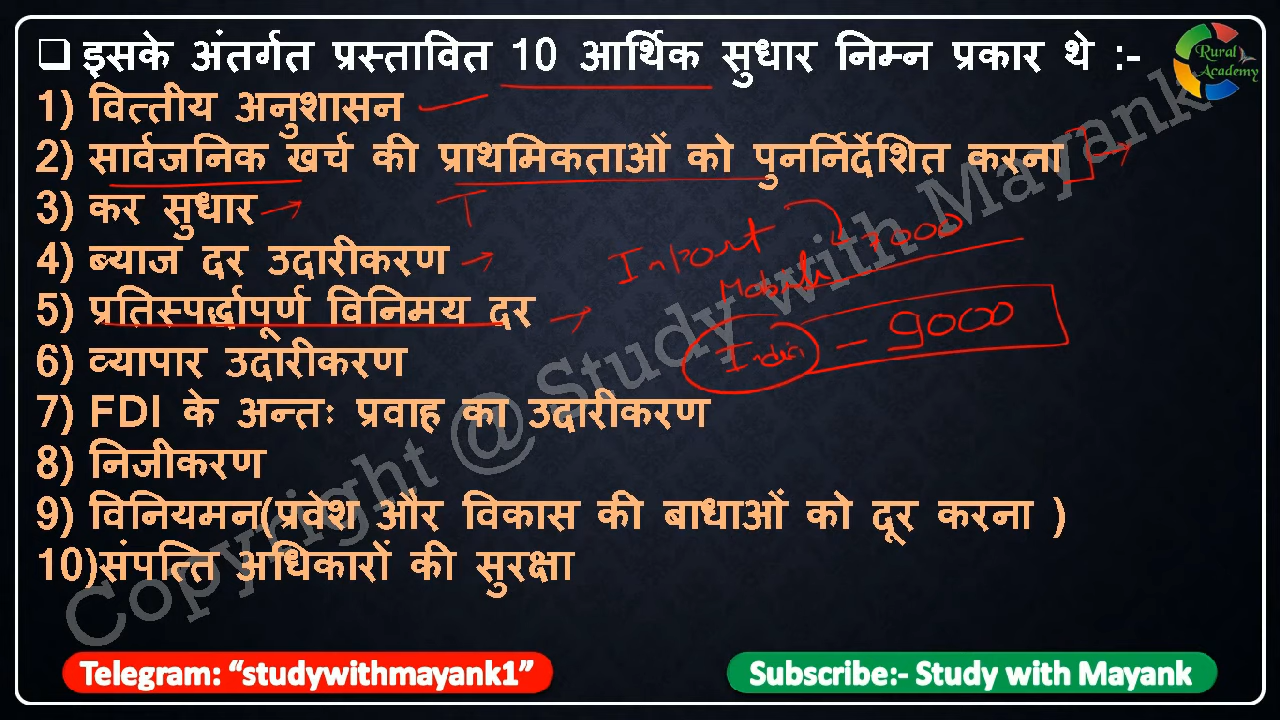 ❑ इसके अंतर्गत प्रस्तावित 10 आर्थिक सुधार निम्न प्रकार थे :-
Rural Academy
1) वित्तीय अनुशासन
2) सार्वजनिक खर्च की प्राथमिकताओं को पुनर्निर्देशित करना
3) कर सुधार
T
4) ब्याज दर उदारीकरण
Import
7000
5) प्रतिस्पर्द्धापूर्ण विनिमय दर
- 9000
6) व्यापार उदारीकरण
7) FDI के अन्तः प्रवाह का उदारीकरण
8) निजीकरण
9) विनियमन(प्रवेश और विकास की बाधाओं को दूर करना )
10)संपत्ति अधिकारों की सुरक्षा
Copyright @ Study with Mayank
Telegram: “studywithmayank1”
Subscribe:- Study with Mayank